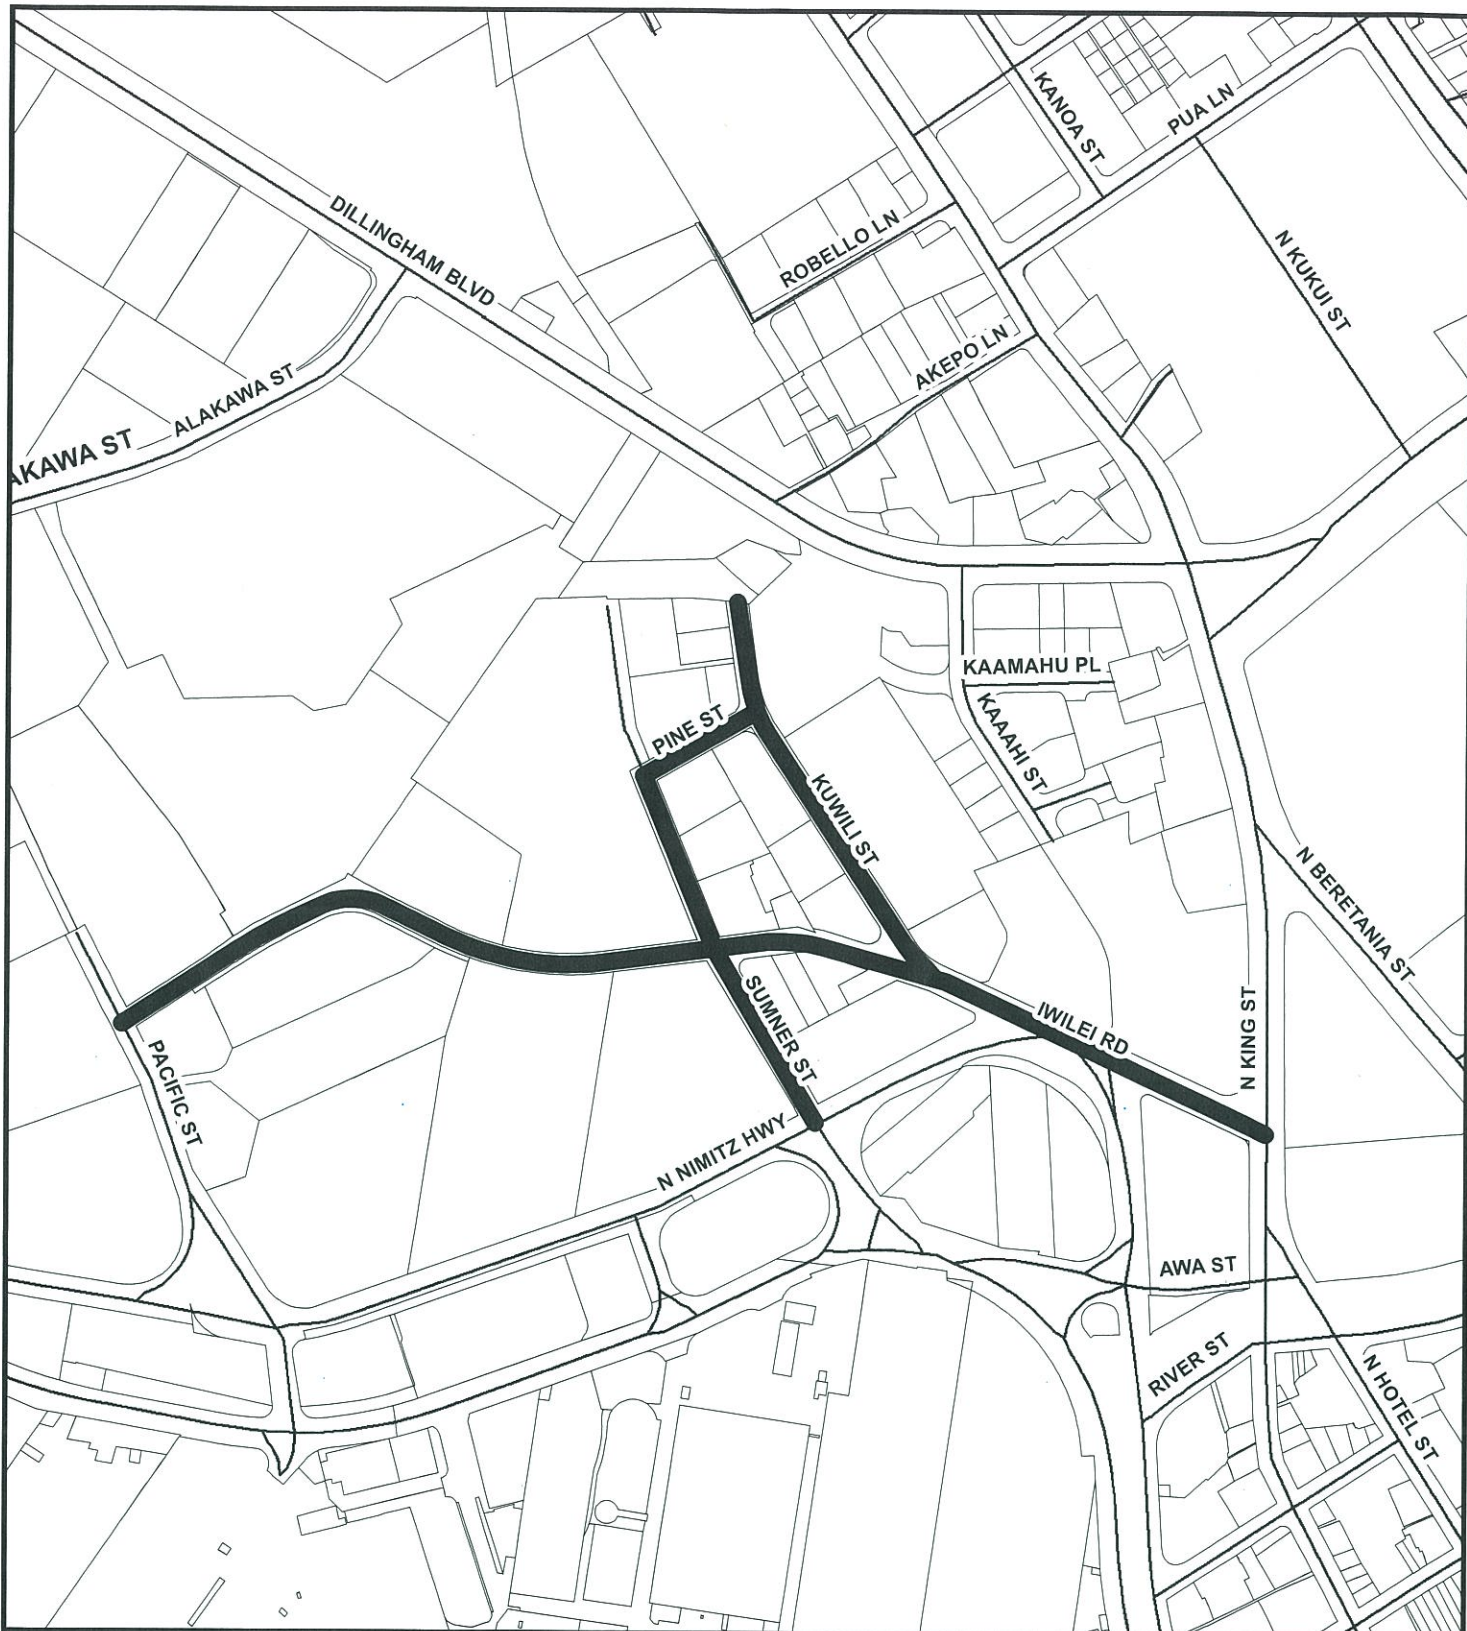 KANOA ST
PUA LN
DILLINGHAM BLVD
ROBELLO LN
N KUKUI ST
AKEPO LN
ALAKAWA ST
AKAWA ST
KAAMAHU PL
KAAAHI ST
PINE ST
KUWILI ST
N BERETANIA ST
SUMNER ST
IWILEI RD
N KING ST
PACIFIC ST
N NIMITZ HWY
AWA ST
RIVER ST
N HOTEL ST